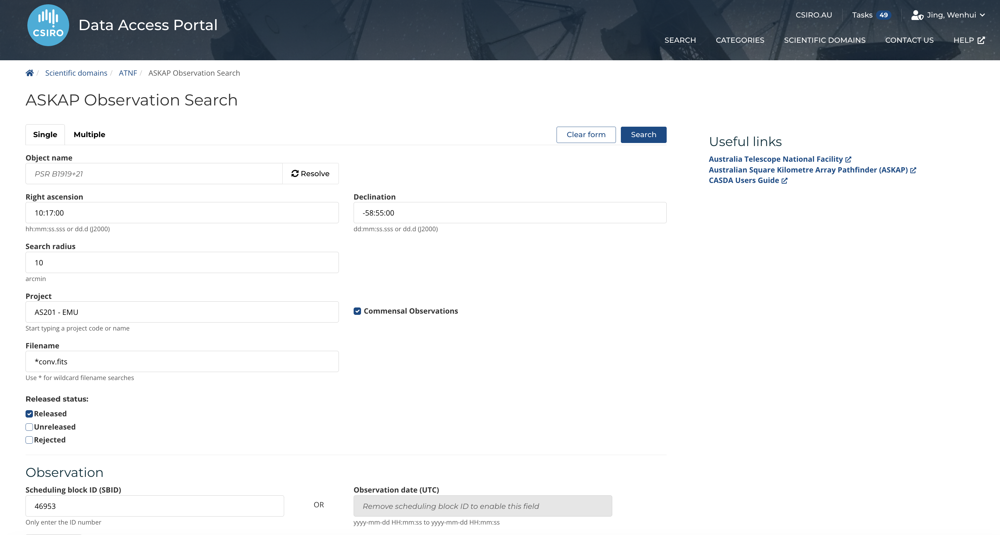 CSIRO
Data Access Portal
CSIRO.AU
Tasks 49
Jing, Wenhui
SEARCH CATEGORIES SCIENTIFIC DOMAINS CONTACT US HELP
/ Scientific domains / ATNF / ASKAP Observation Search
ASKAP Observation Search
Single Multiple Clear form Search
Object name
PSR B1919+21 Resolve
Right ascension
10:17:00
hh:mm:ss.sss or dd.d (J2000)
Declination
-58:55:00
dd:mm:ss.sss or dd.d (J2000)
Search radius
10
arcmin
Project
AS201 - EMU
Start typing a project code or name
Commensal Observations
Filename
*conv.fits
Use * for wildcard filename searches
Released status:
Released
Unreleased
Rejected
Observation
Scheduling block ID (SBID)
46953
Only enter the ID number
OR
Observation date (UTC)
Remove scheduling block ID to enable this field
yyyy-mm-dd HH:mm:ss to yyyy-mm-dd HH:mm:ss
Useful links
Australia Telescope National Facility
Australian Square Kilometre Array Pathfinder (ASKAP)
CASDA Users Guide